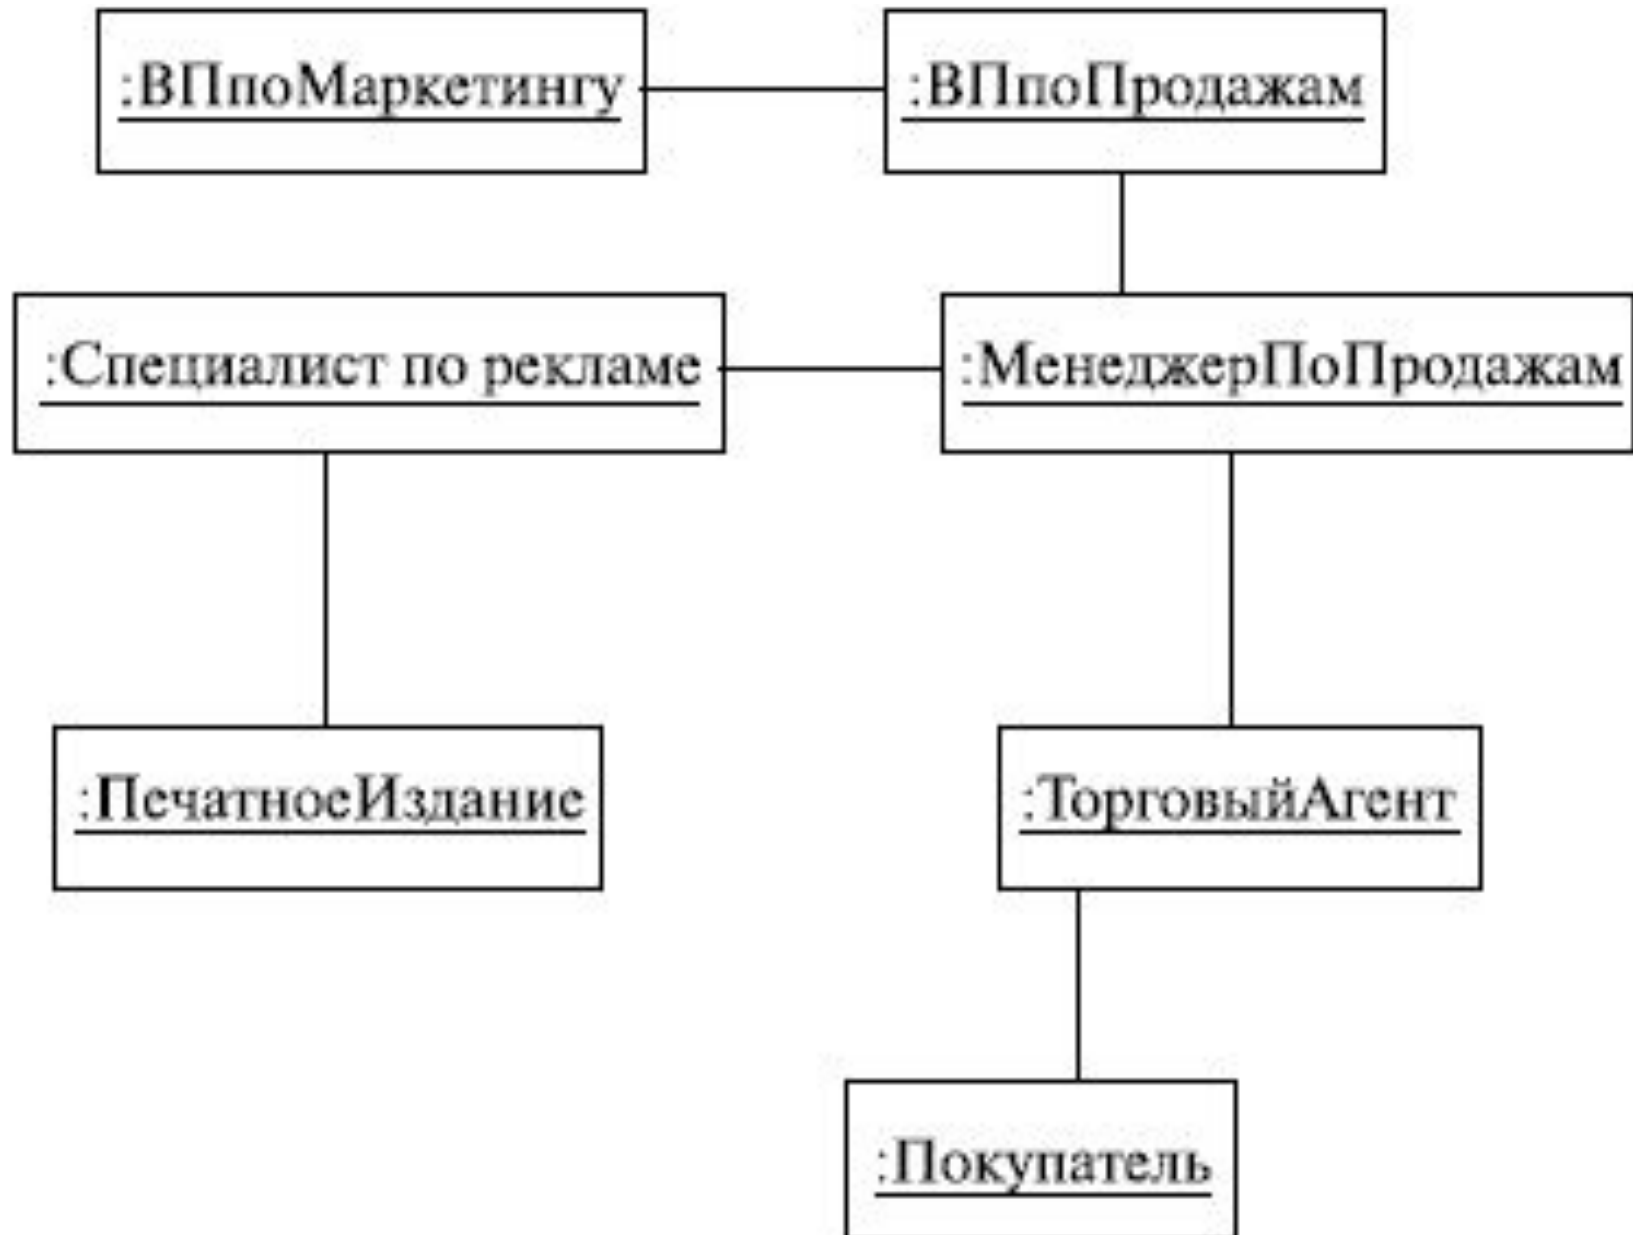 :ВПпоМаркетингу
:ВПпоПродажам
:Специалист по рекламе
:МенеджерПоПродажам
:ПечатноеИздание
:ТорговыйАгент
:Покупатель